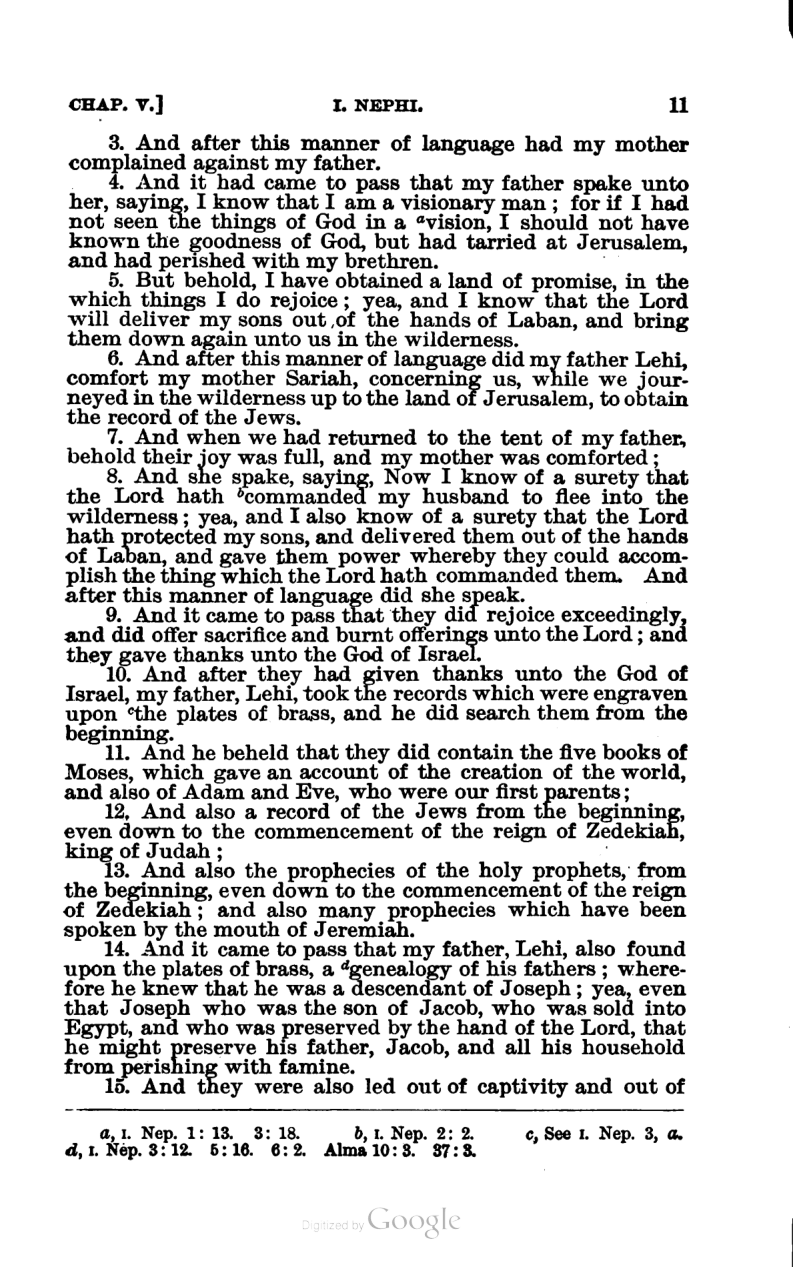 CHAP. V.] I. NEPHI. 11
3. And after this manner of language had my mother
complained against my father.
4. And it had came to pass that my father spake unto
her, saying, I know that I am a visionary man; for if I had
not seen the things of God in a avision, I should not have
known the goodness of God, but had tarried at Jerusalem,
and had perished with my brethren.
5. But behold, I have obtained a land of promise, in the
which things I do rejoice; yea, and I know that the Lord
will deliver my sons out of the hands of Laban, and bring
them down again unto us in the wilderness.
6. And after this manner of language did my father Lehi,
comfort my mother Sariah, concerning us, while we jour-
neyed in the wilderness up to the land of Jerusalem, to obtain
the record of the Jews.
7. And when we had returned to the tent of my father,
behold their joy was full, and my mother was comforted;
8. And she spake, saying, Now I know of a surety that
the Lord hath bcommanded my husband to flee into the
wilderness; yea, and I also know of a surety that the Lord
hath protected my sons, and delivered them out of the hands
of Laban, and gave them power whereby they could accom-
plish the thing which the Lord hath commanded them. And
after this manner of language did she speak.
9. And it came to pass that they did rejoice exceedingly,
and did offer sacrifice and burnt offerings unto the Lord; and
they gave thanks unto the God of Israel.
10. And after they had given thanks unto the God of
Israel, my father, Lehi, took the records which were engraven
upon cthe plates of brass, and he did search them from the
beginning.
11. And he beheld that they did contain the five books of
Moses, which gave an account of the creation of the world,
and also of Adam and Eve, who were our first parents;
12, And also a record of the Jews from the beginning,
even down to the commencement of the reign of Zedekiah,
king of Judah;
13. And also the prophecies of the holy prophets, from
the beginning, even down to the commencement of the reign
of Zedekiah; and also many prophecies which have been
spoken by the mouth of Jeremiah.
14. And it came to pass that my father, Lehi, also found
upon the plates of brass, a dgenealogy of his fathers; where-
fore he knew that he was a descendant of Joseph; yea, even
that Joseph who was the son of Jacob, who was sold into
Egypt, and who was preserved by the hand of the Lord, that
he might preserve his father, Jacob, and all his household
from perishing with famine.
15. And they were also led out of captivity and out of
a, I. Nep. 1: 13. 3: 18. b, I. Nep. 2: 2. c, See I. Nep. 3, a.
d, I. Nep. 3: 12. 5: 16. 6: 2. Alma 10: 3. 37: 3.
Digitized by Google